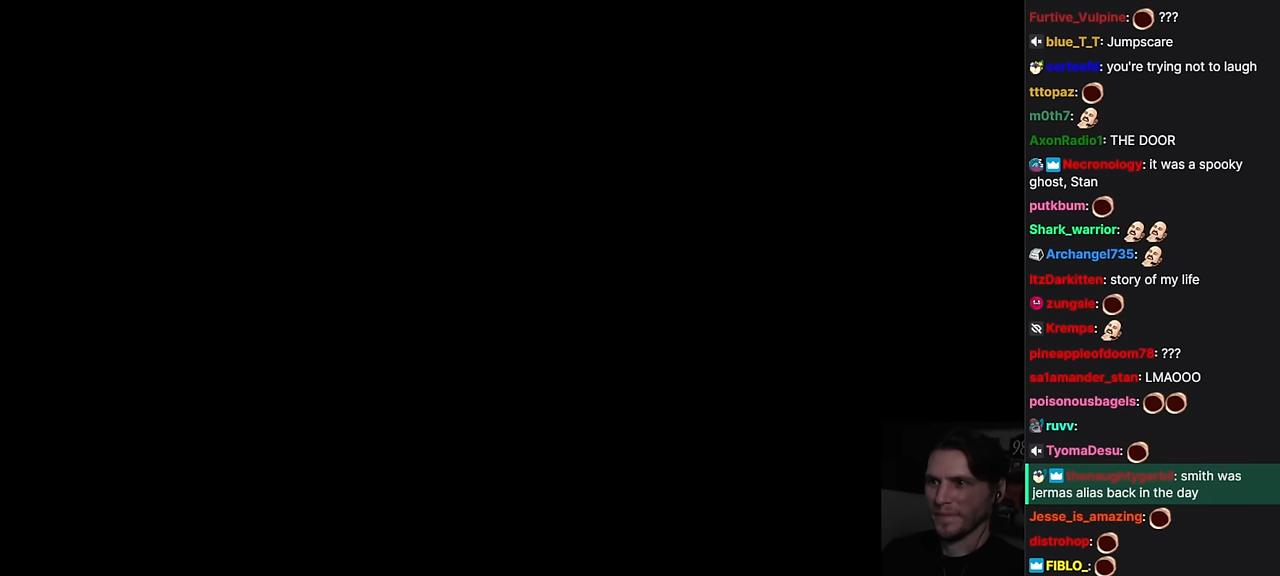 Furtive_Vulpine: ???
blue_T_T: Jumpscare
: you're trying not to laugh
tttopaz:
m0th7:
AxonRadio1: THE DOOR
Necronology: it was a spooky
ghost, Stan
putkbum:
Shark_warrior:
Archangel735:
ItzDarkitten: story of my life
zungsie:
Kremps:
pineappleofdoom78: ???
sa1amander_stan: LMAOOO
poisonousbagels:
ruvv:
TyomaDesu:
: smith was
jermas alias back in the day
Jesse_is_amazing:
distrohop:
FIBLO_: